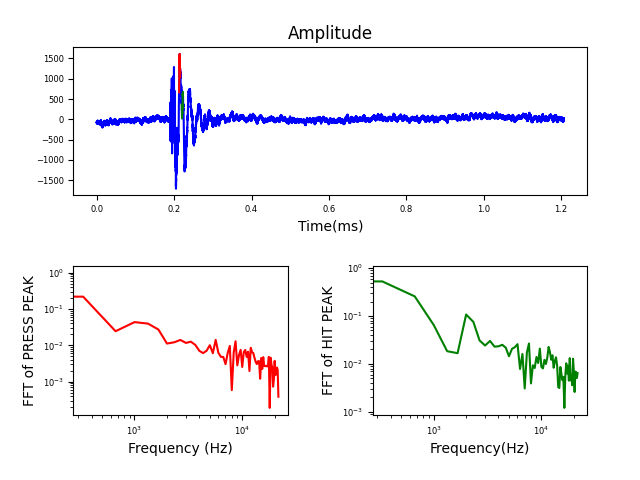 Amplitude
1500
1000
500
0
−500
−1000
−1500
0.0 0.2 0.4 0.6 0.8 1.0 1.2
Time(ms)
FFT of PRESS PEAK
10⁰
10⁻¹
10⁻²
10⁻³
10³ 10⁴
Frequency (Hz)
FFT of HIT PEAK
10⁰
10⁻¹
10⁻²
10⁻³
10³ 10⁴
Frequency(Hz)